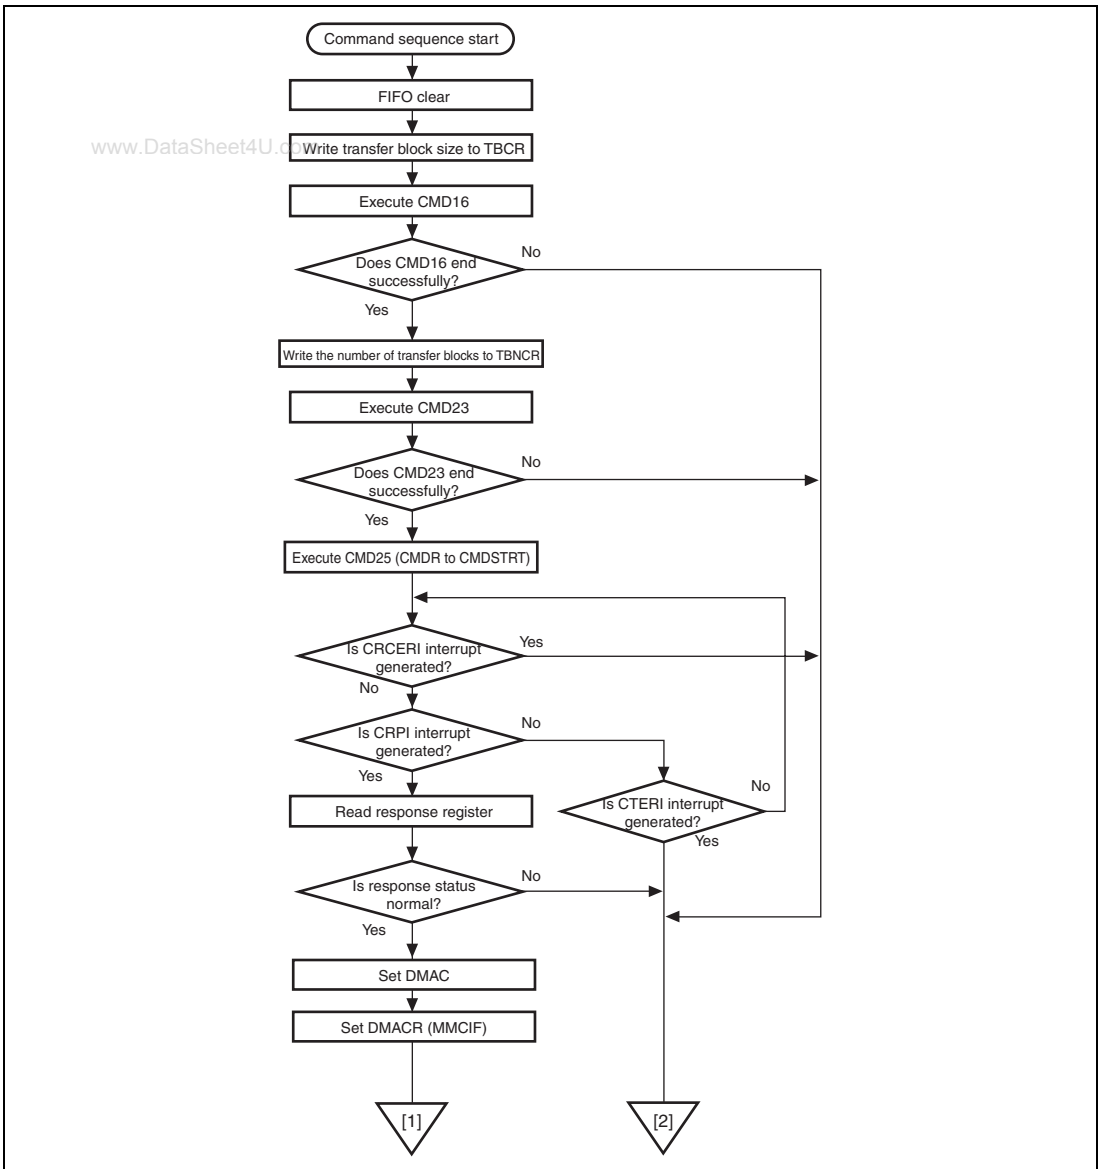 Command sequence start
FIFO clear
www.DataSheet4U.com
Write transfer block size to TBCR
Execute CMD16
No
Does CMD16 end
successfully?
Yes
Write the number of transfer blocks to TBNCR
Execute CMD23
No
Does CMD23 end
successfully?
Yes
Execute CMD25 (CMDR to CMDSTRT)
Yes
Is CRCERI interrupt
generated?
No
No
Is CRPI interrupt
generated?
Yes
No
Is CTERI interrupt
generated?
Yes
Read response register
No
Is response status
normal?
Yes
Set DMAC
Set DMACR (MMCIF)
[1]
[2]